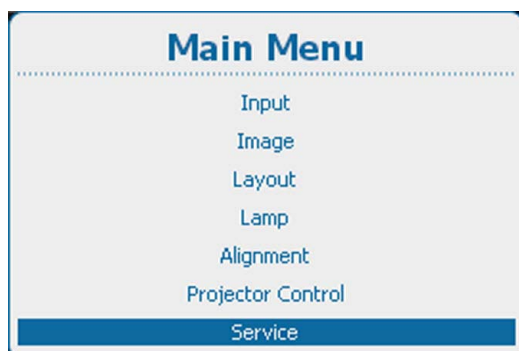 Main Menu
Input
Image
Layout
Lamp
Alignment
Projector Control
Service